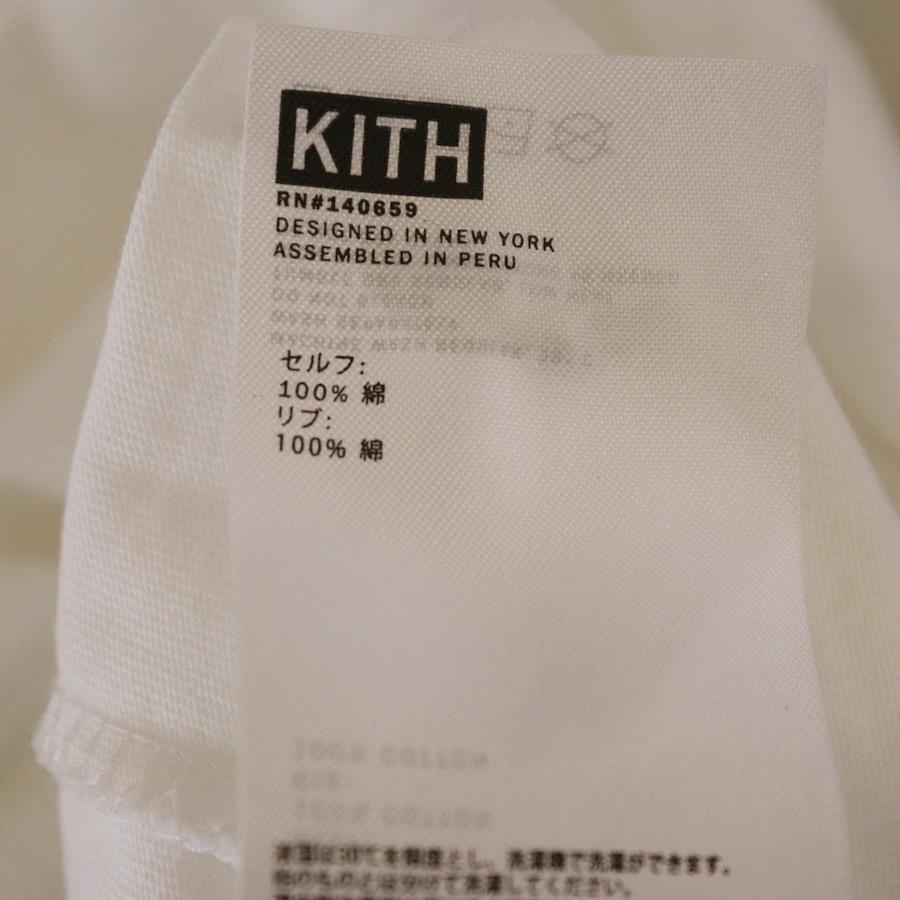 KITH
RN#140659
DESIGNED IN NEW YORK
ASSEMBLED IN PERU
セルフ:
100% 綿
リブ:
100% 綿
液温は30℃を限度とし、洗濯機で洗濯ができます。
他のものとは分けて洗濯してください。